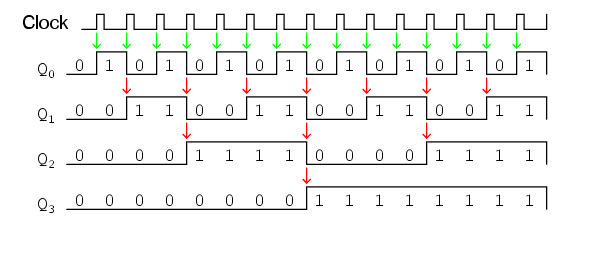 Clock
Q0 0 1 0 1 0 1 0 1 0 1 0 1 0 1 0 1
Q1 0 0 1 1 0 0 1 1 0 0 1 1 0 0 1 1
Q2 0 0 0 0 1 1 1 1 0 0 0 0 1 1 1 1
Q3 0 0 0 0 0 0 0 0 1 1 1 1 1 1 1 1